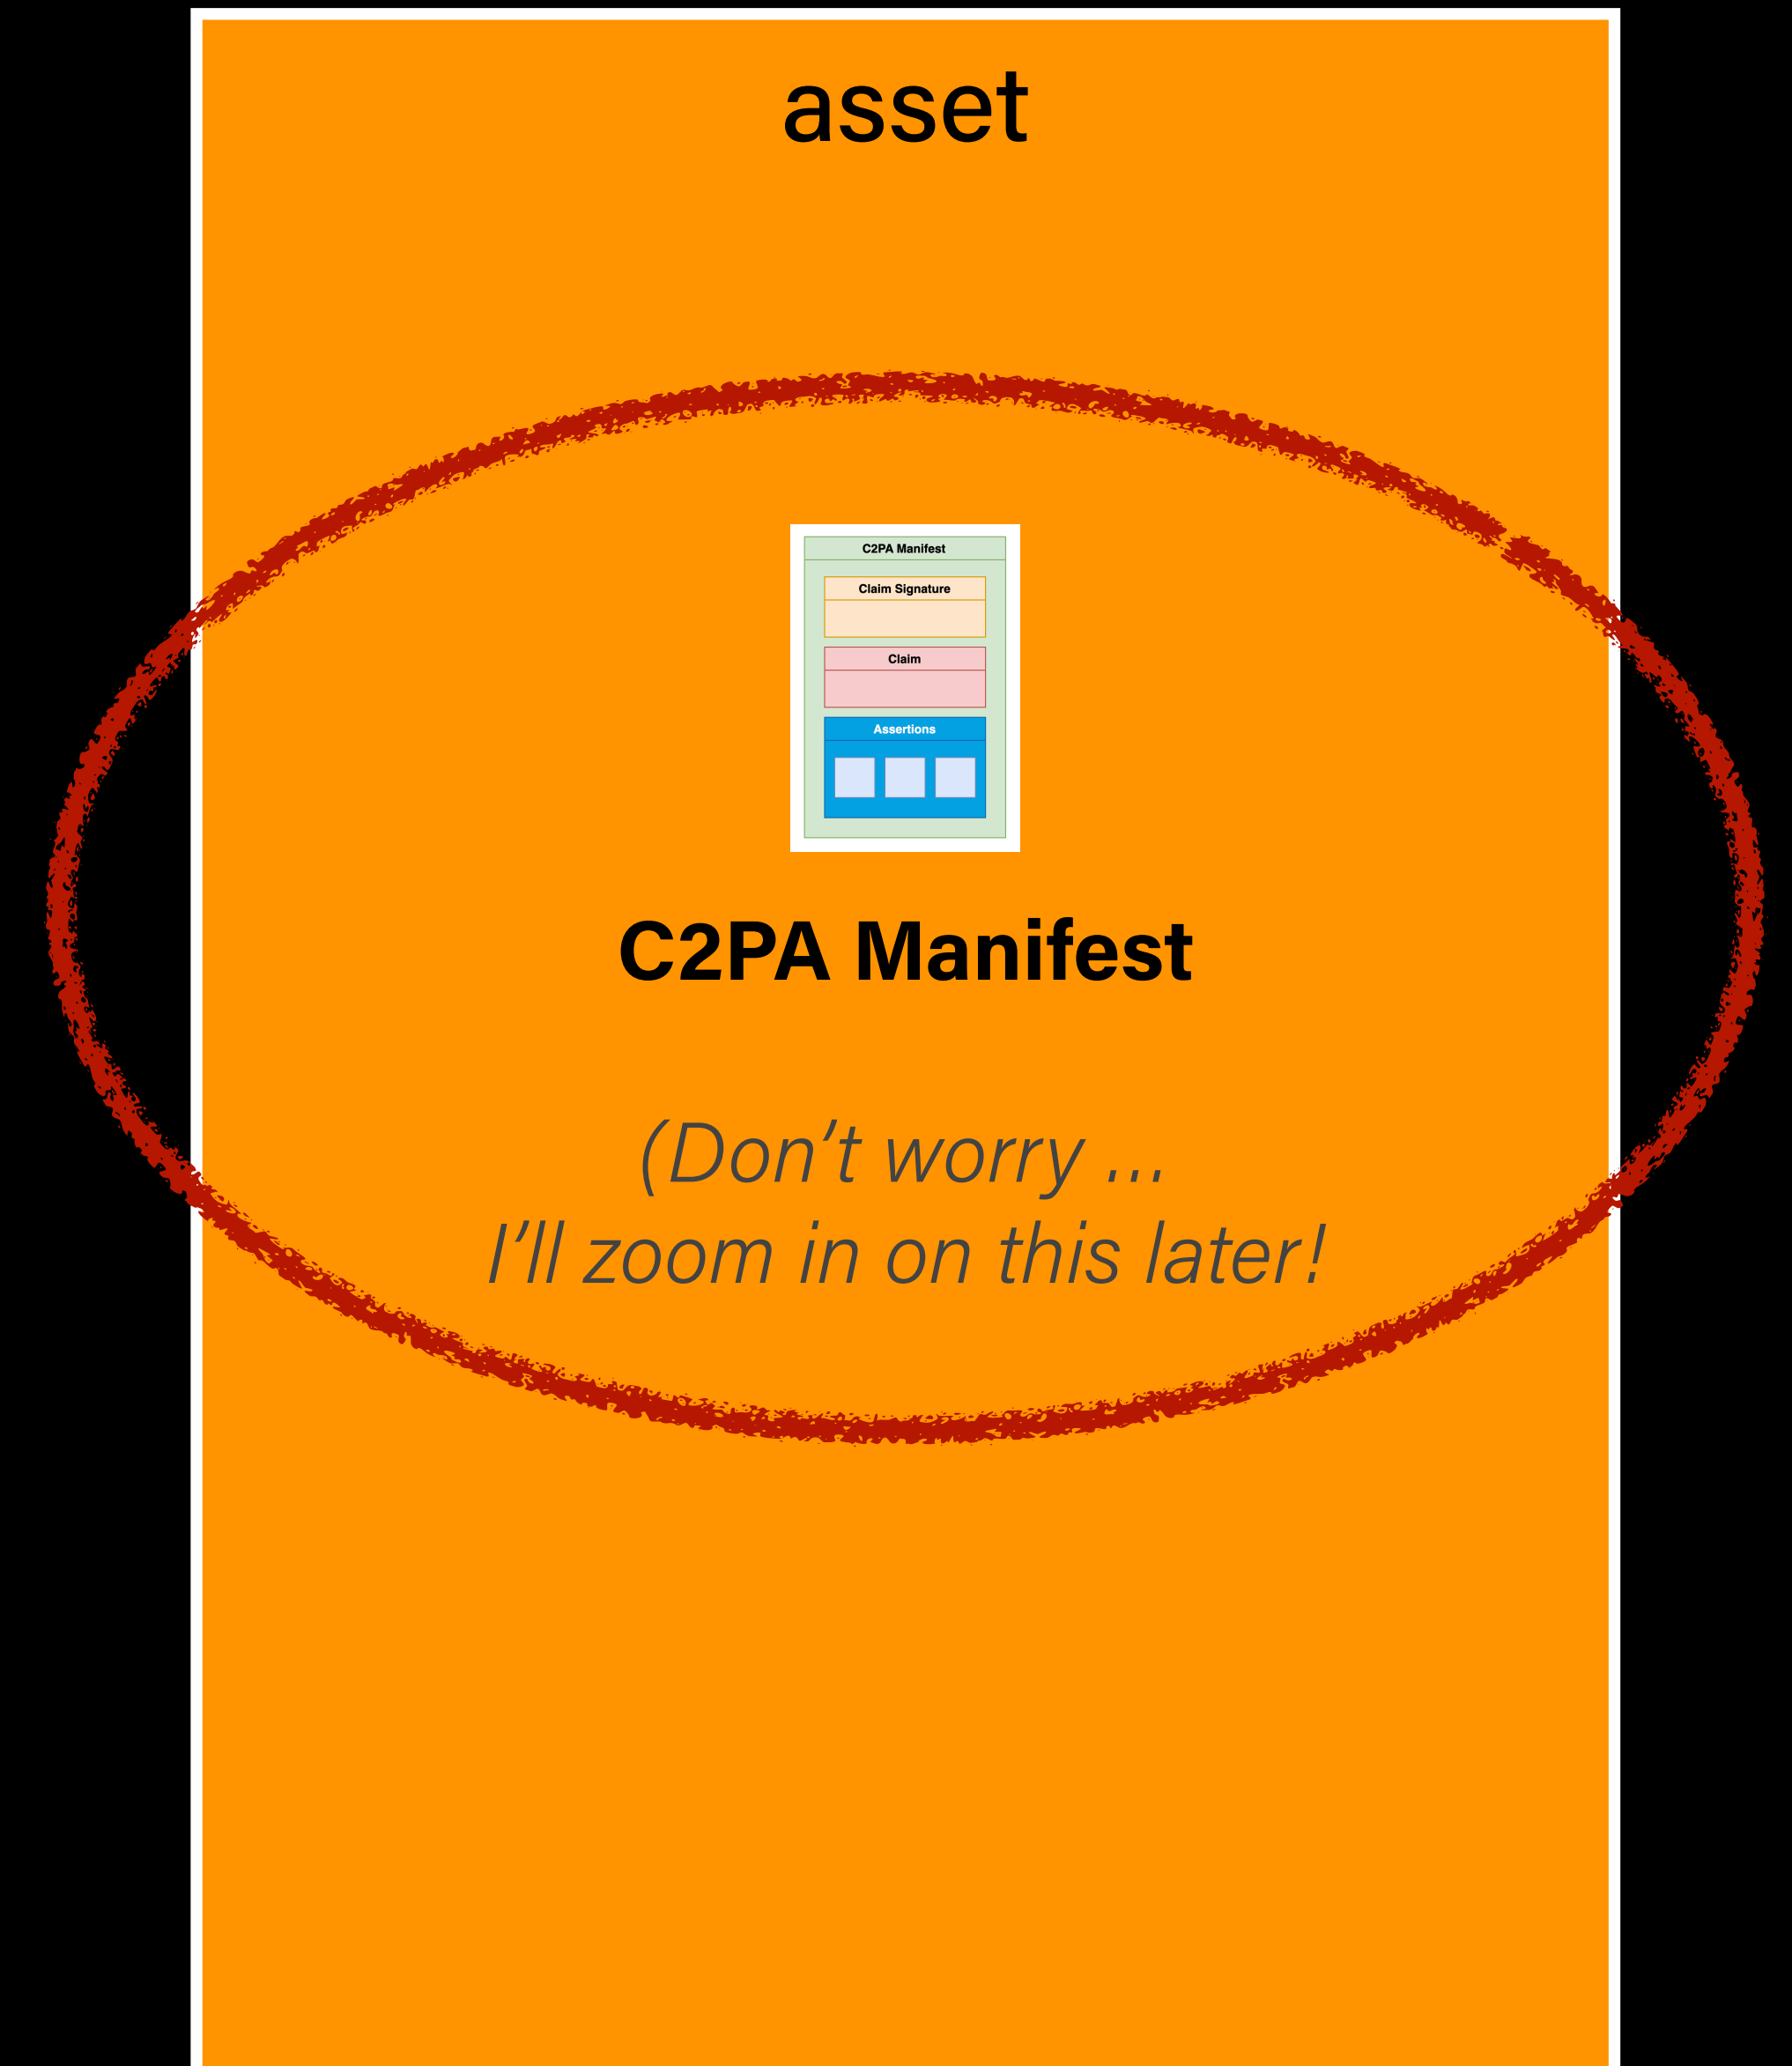 asset
C2PA Manifest
Claim Signature
Claim
Assertions
C2PA Manifest
(Don’t worry ...
I’ll zoom in on this later!